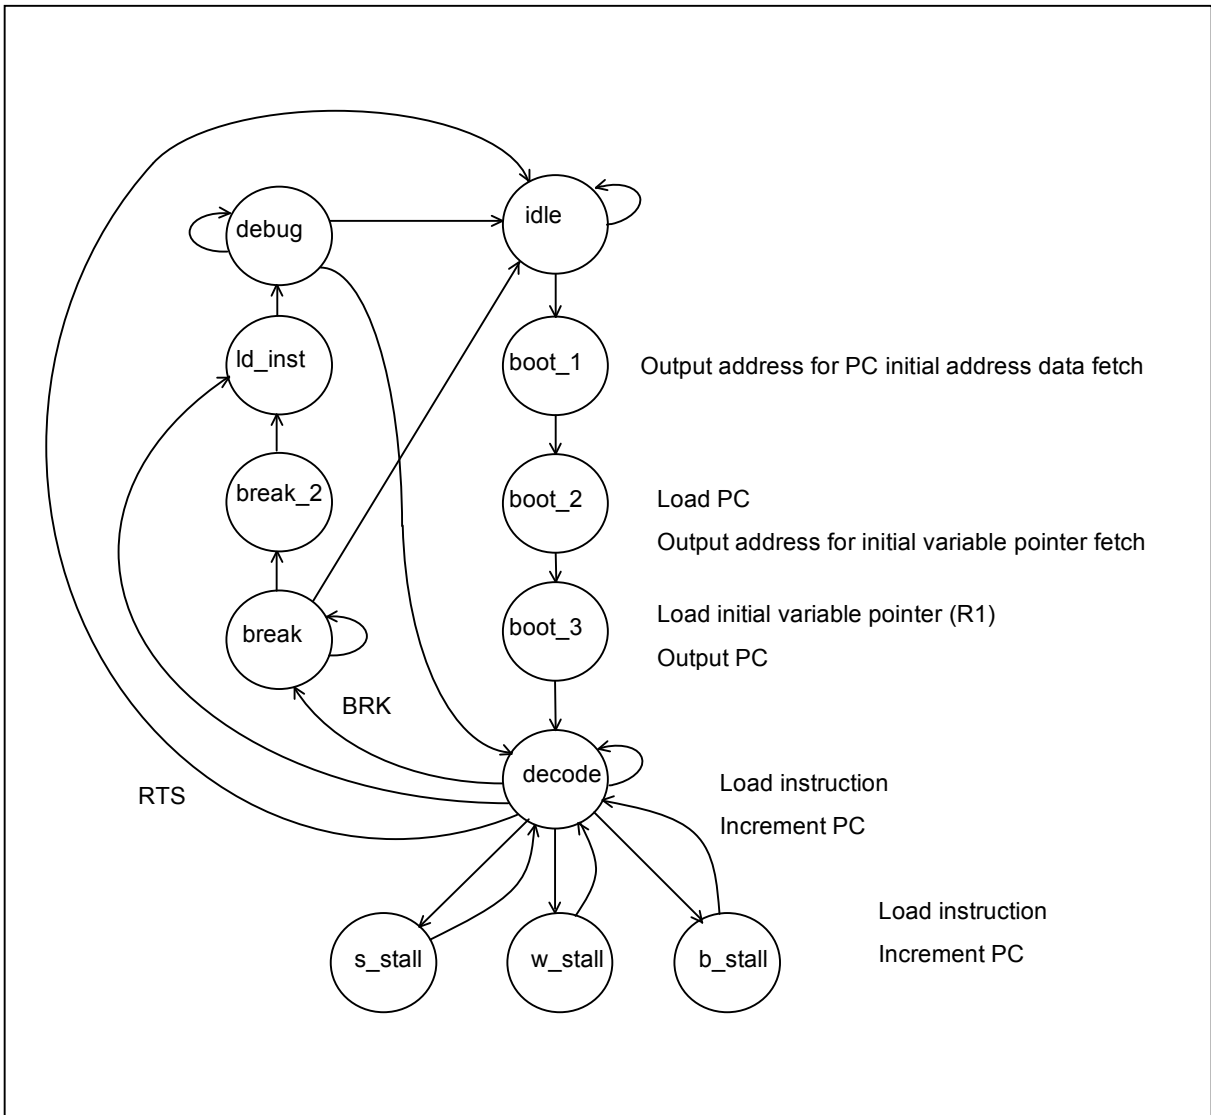 debug
idle
ld_inst
boot_1
Output address for PC initial address data fetch
break_2
boot_2
Load PC
Output address for initial variable pointer fetch
break
boot_3
Load initial variable pointer (R1)
Output PC
BRK
decode
RTS
Load instruction
Increment PC
s_stall
w_stall
b_stall
Load instruction
Increment PC